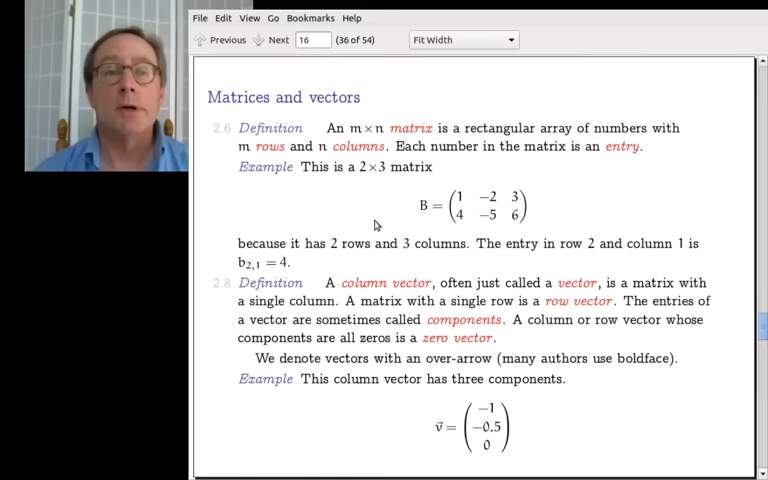 File Edit View Go Bookmarks Help
Previous Next 16 (36 of 54) Fit Width
Matrices and vectors
2.6 Definition An m×n matrix is a rectangular array of numbers with
m rows and n columns. Each number in the matrix is an entry.
Example This is a 2×3 matrix
B = (1 −2 3
4 −5 6)
because it has 2 rows and 3 columns. The entry in row 2 and column 1 is
b2,1 = 4.
2.8 Definition A column vector, often just called a vector, is a matrix with
a single column. A matrix with a single row is a row vector. The entries of
a vector are sometimes called components. A column or row vector whose
components are all zeros is a zero vector.
We denote vectors with an over-arrow (many authors use boldface).
Example This column vector has three components.
v⃗ = (−1
−0.5
0)